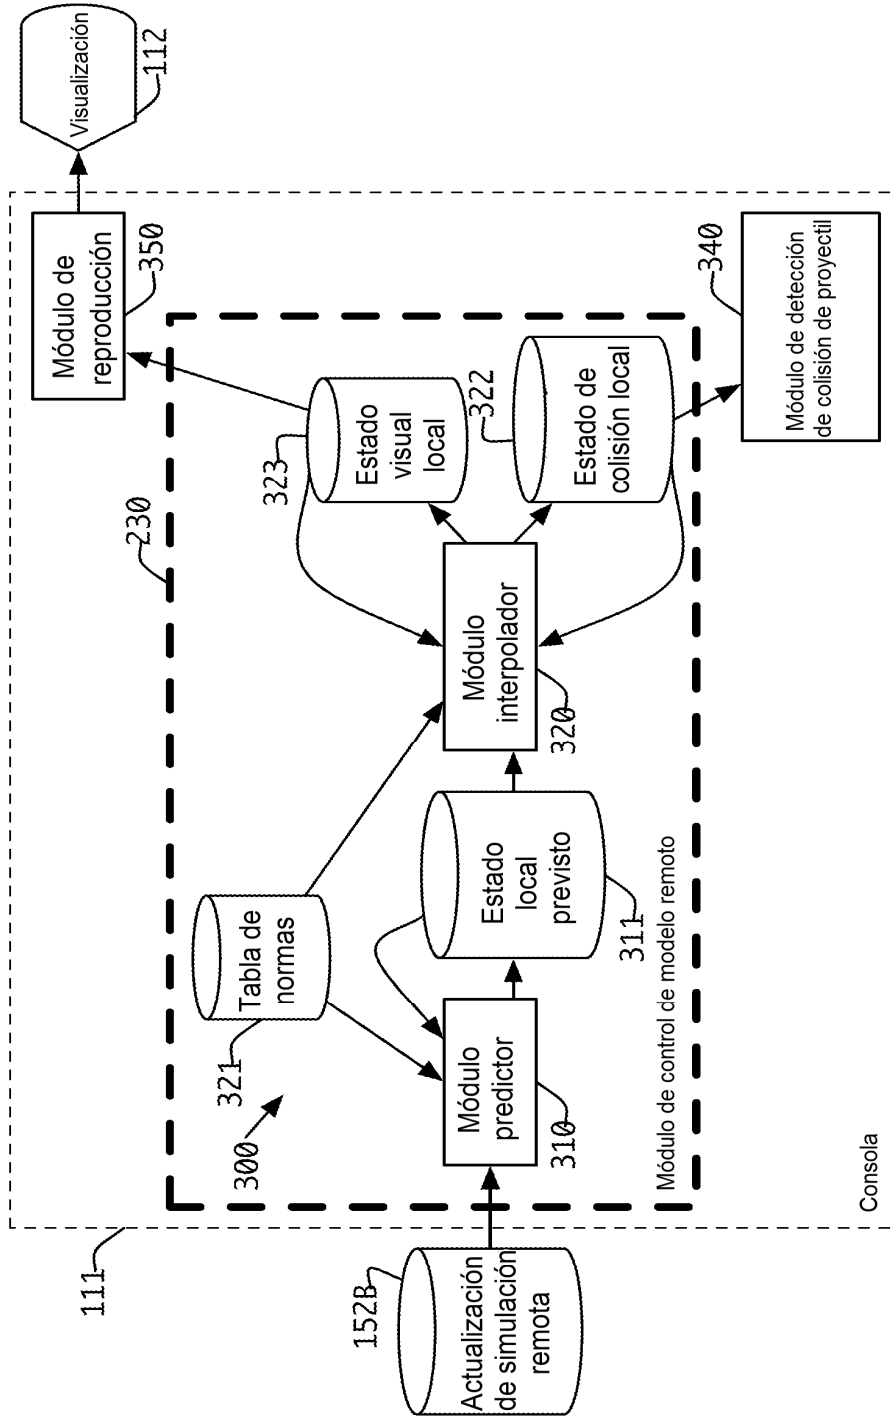 Actualización
de simulación
remota
152B
111
300
321
Tabla de
normas
Módulo
predictor
310
Estado
local
previsto
311
Módulo
interpolador
320
230
323
Estado
visual
local
322
Estado de
colisión local
Módulo de control de modelo remoto
Módulo de
reproducción
350
Visualización
112
340
Módulo de detección
de colisión de proyectil
Consola